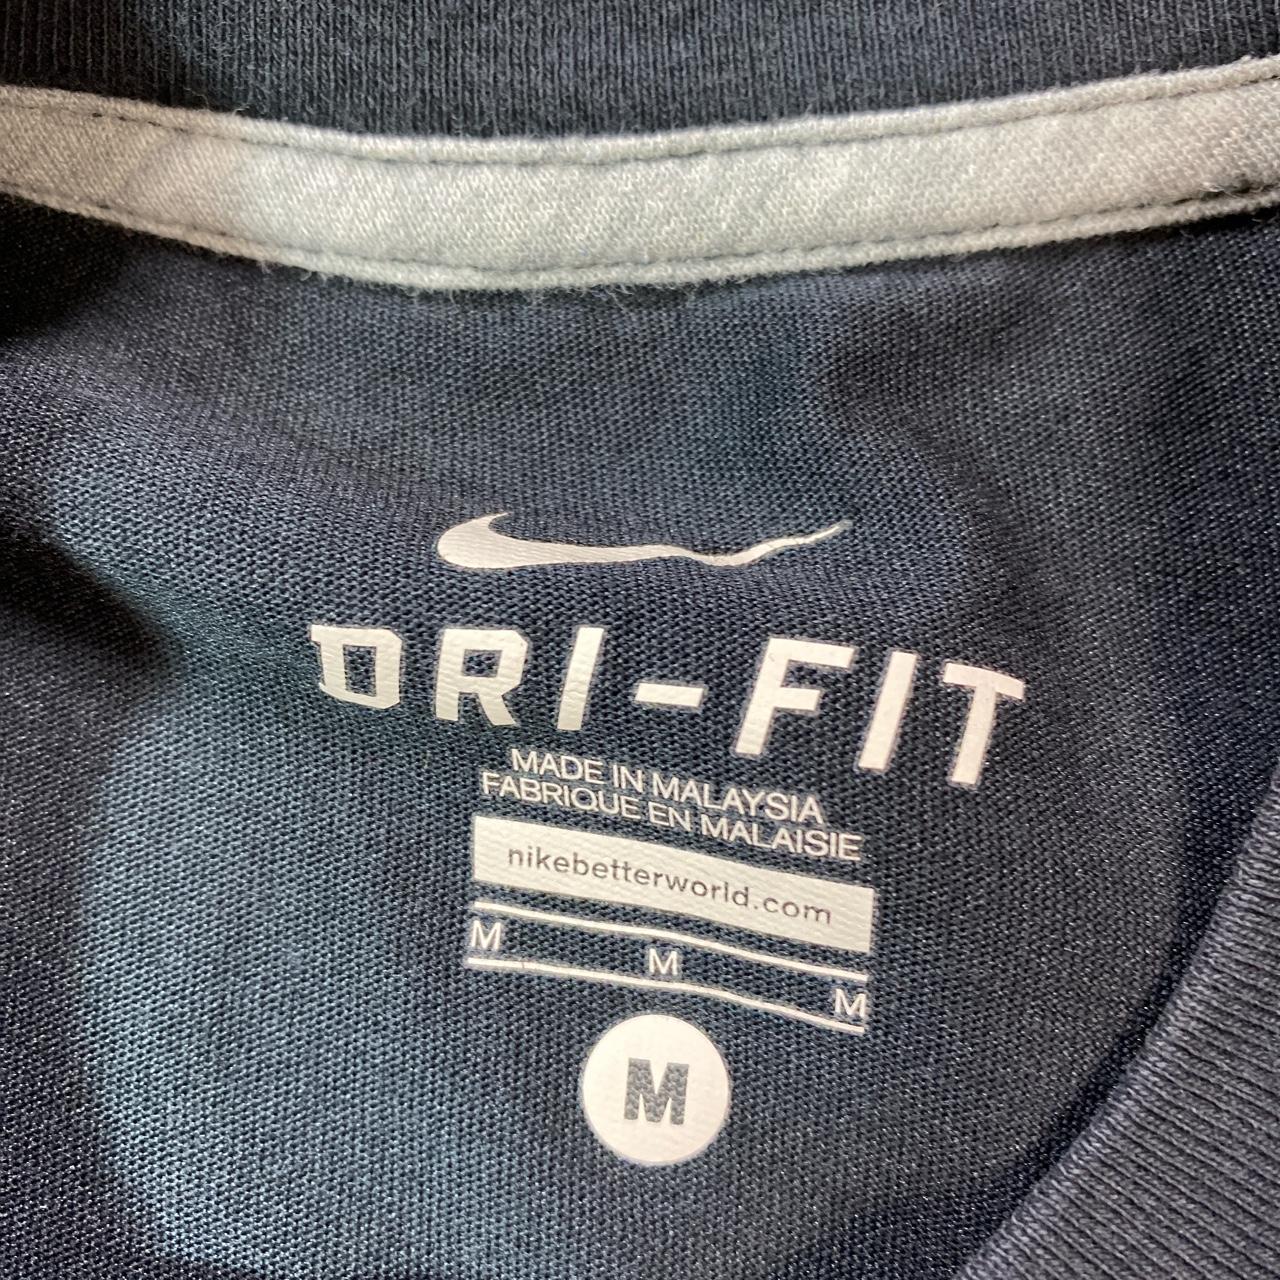 DRI-FIT
MADE IN MALAYSIA
FABRIQUE EN MALAISIE
nikebetterworld.com
M M M
M